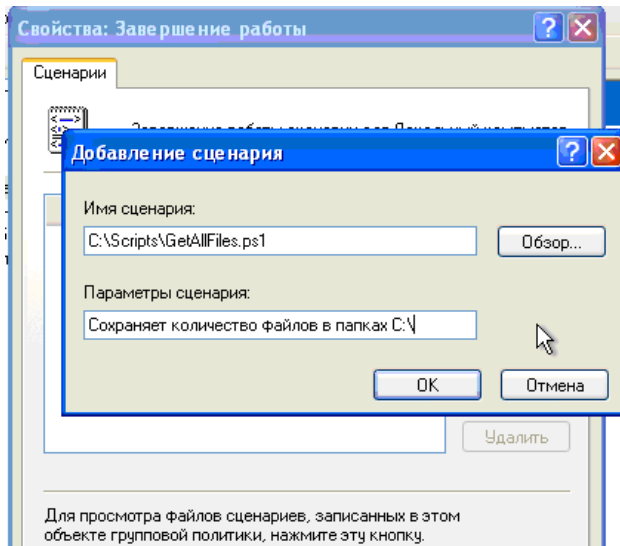 Свойства: Завершение работы
Сценарии
Добавление сценария
Имя сценария:
C:\Scripts\GetAllFiles.ps1
Обзор...
Параметры сценария:
Сохраняет количество файлов в папках C:\
OK
Отмена
Удалить
Для просмотра файлов сценариев, записанных в этом
объекте групповой политики, нажмите эту кнопку.